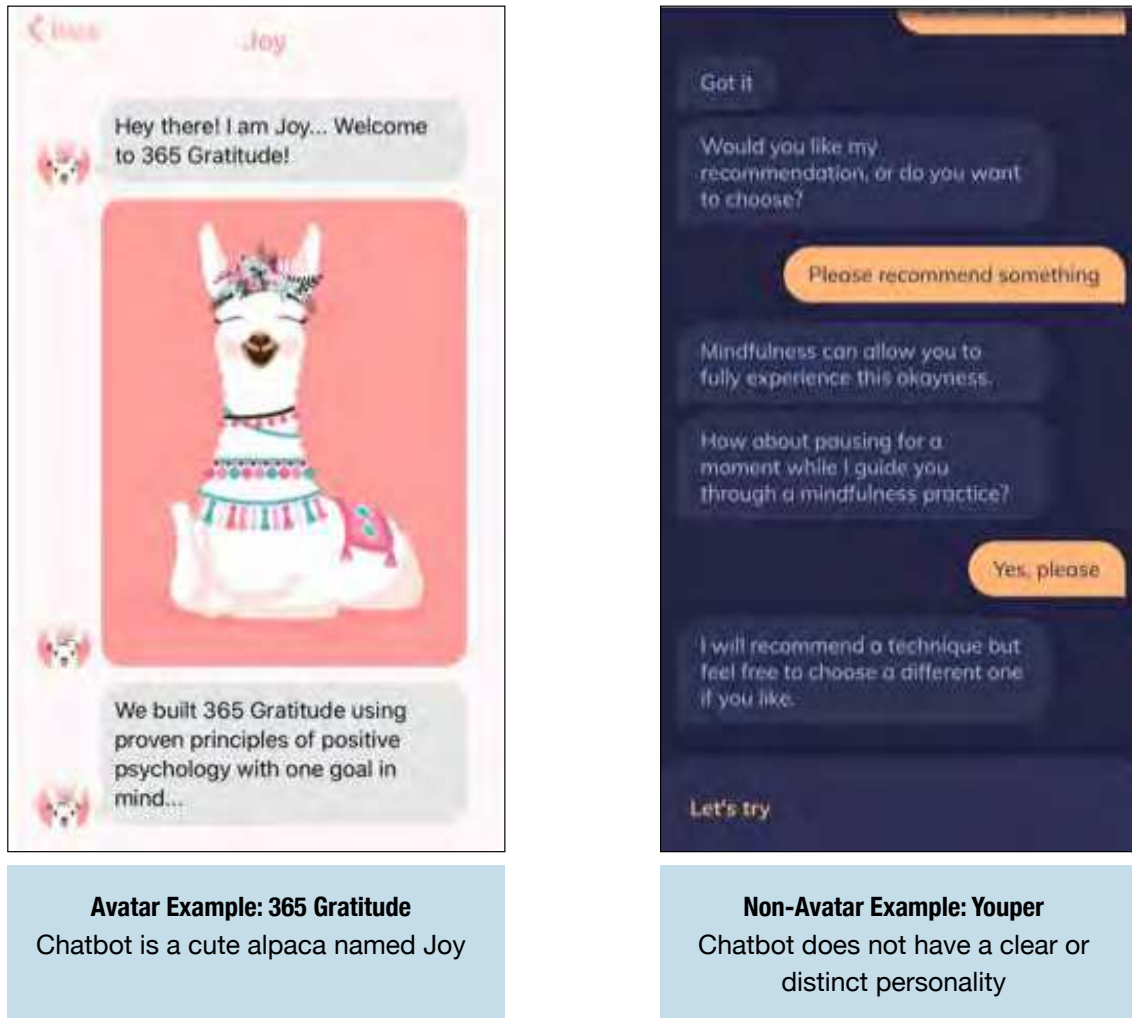 Back
Joy
Hey there! I am Joy... Welcome
to 365 Gratitude!
We built 365 Gratitude using
proven principles of positive
psychology with one goal in
mind...
Avatar Example: 365 Gratitude
Chatbot is a cute alpaca named Joy
Got it
Would you like my
recommendation, or do you want
to choose?
Please recommend something
Mindfulness can allow you to
fully experience this okayness.
How about pausing for a
moment while I guide you
through a mindfulness practice?
Yes, please
I will recommend a technique but
feel free to choose a different one
if you like.
Let's try
Non-Avatar Example: Youper
Chatbot does not have a clear or
distinct personality